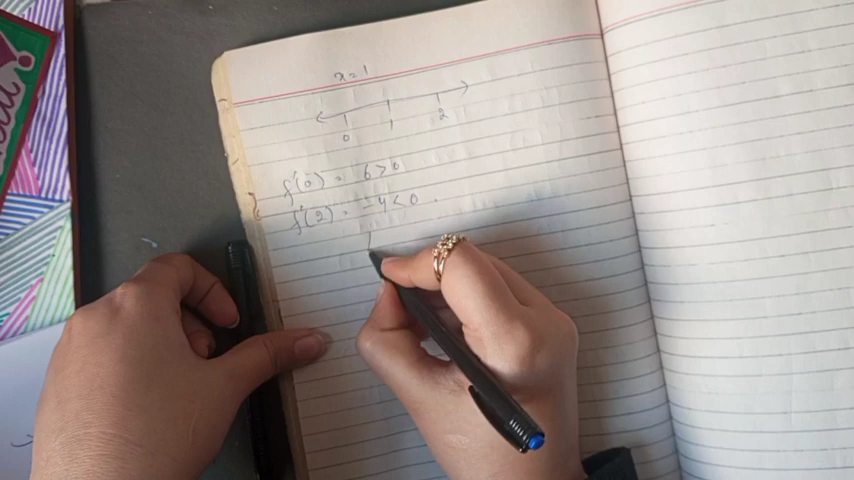 x = 1
0 1 2
f'(0) = 6 > 0
f'(2) = -4 < 0.